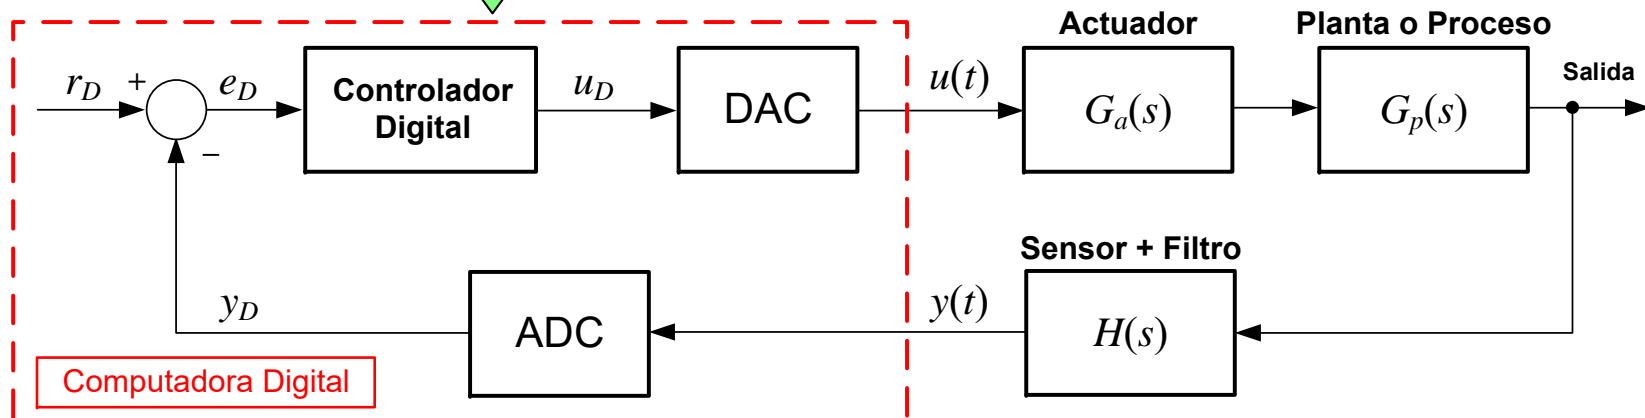 Actuador
Planta o Proceso
Salida
r_D
+
−
e_D
Controlador
Digital
u_D
DAC
u(t)
G_a(s)
G_p(s)
Sensor + Filtro
y_D
ADC
y(t)
H(s)
Computadora Digital